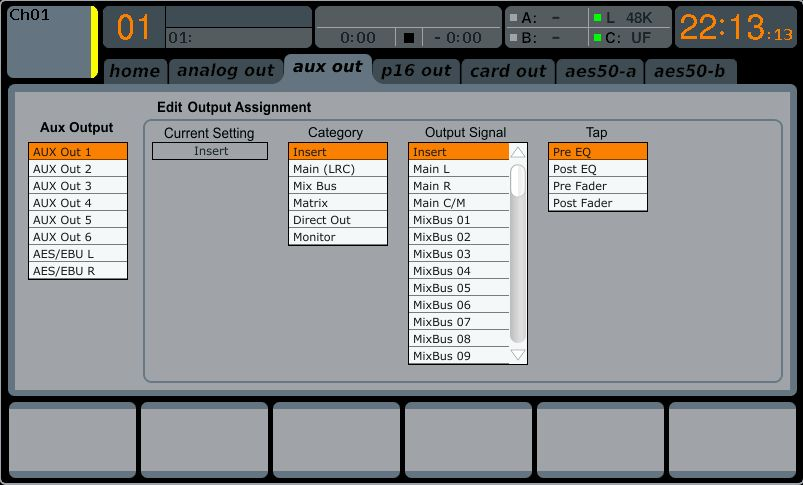 Ch01
01
01:
0:00 - 0:00
A: -
B: -
L 48K
C: UF
22:13:13
home analog out aux out p16 out card out aes50-a aes50-b
Edit Output Assignment
Aux Output
AUX Out 1
AUX Out 2
AUX Out 3
AUX Out 4
AUX Out 5
AUX Out 6
AES/EBU L
AES/EBU R
Current Setting
Insert
Category
Insert
Main (LRC)
Mix Bus
Matrix
Direct Out
Monitor
Output Signal
Insert
Main L
Main R
Main C/M
MixBus 01
MixBus 02
MixBus 03
MixBus 04
MixBus 05
MixBus 06
MixBus 07
MixBus 08
MixBus 09
Tap
Pre EQ
Post EQ
Pre Fader
Post Fader